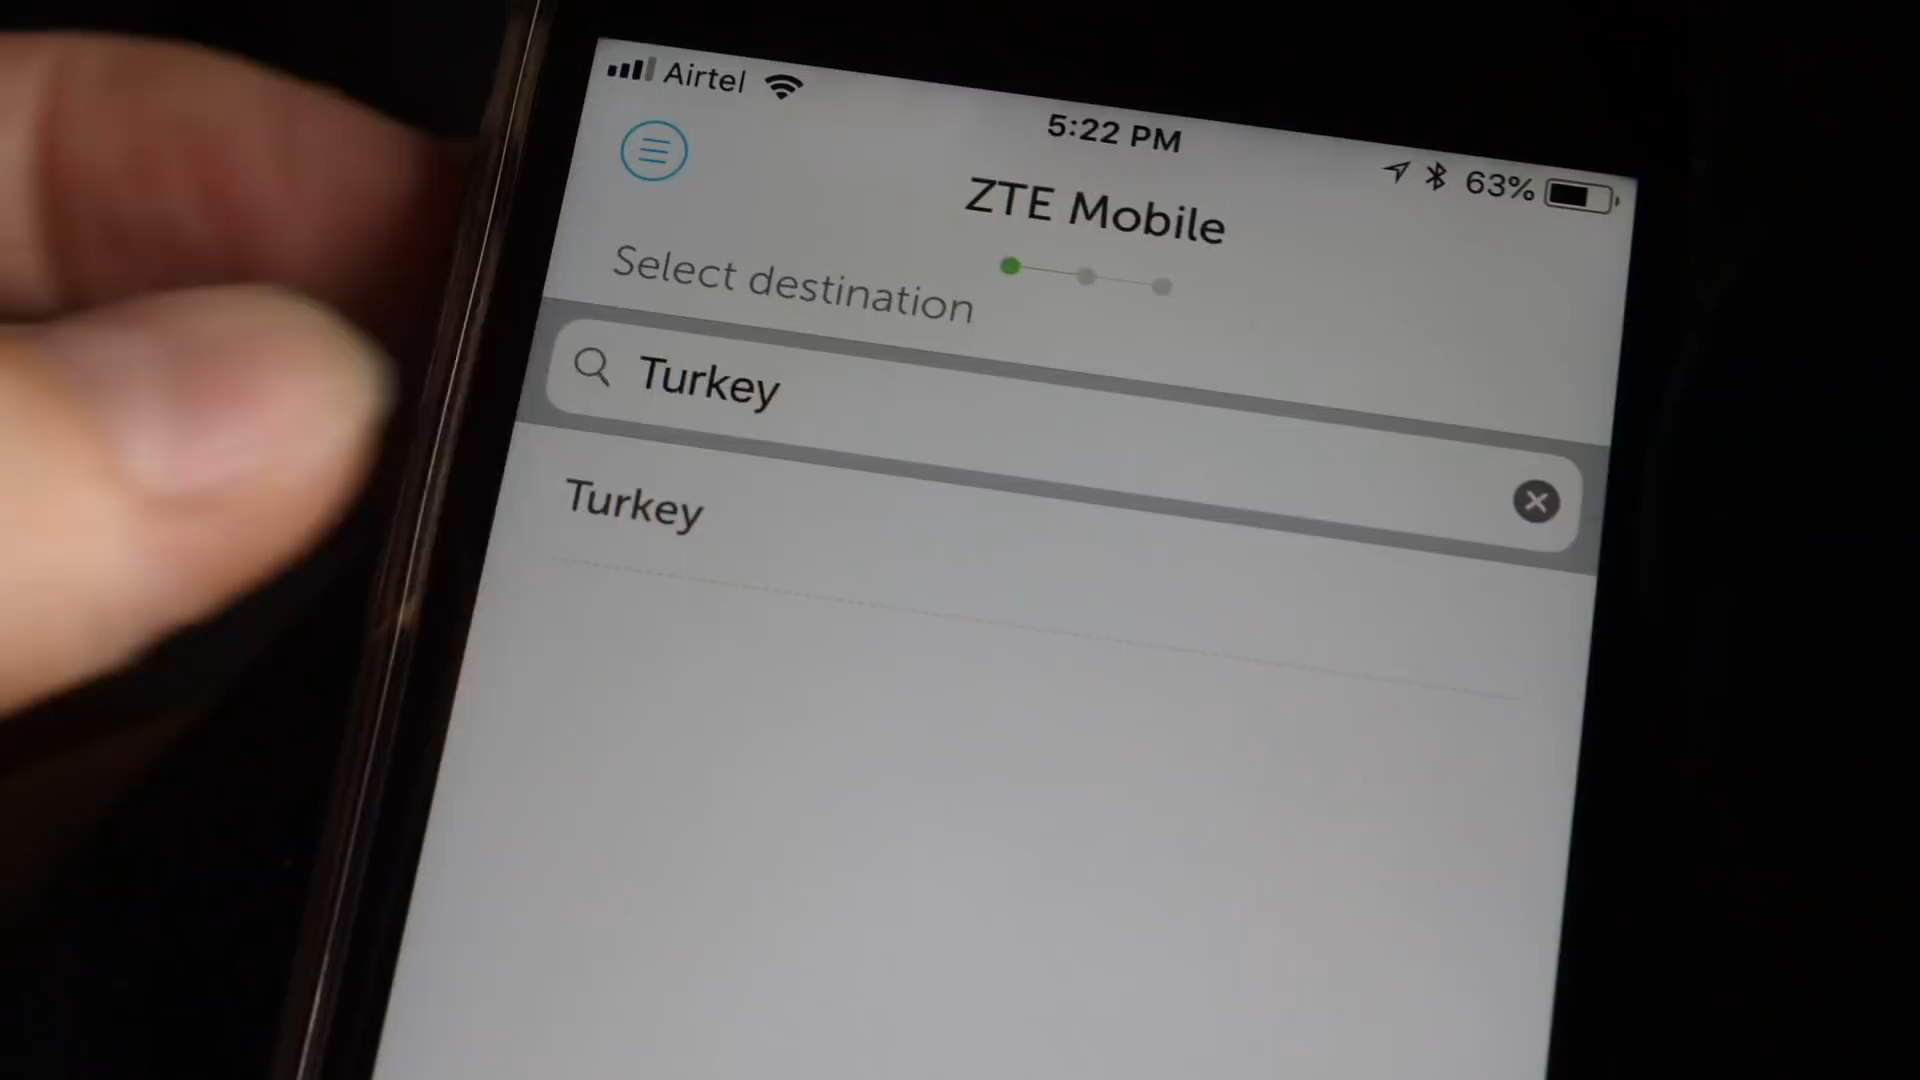 Airtel
5:22 PM
63%
ZTE Mobile
Select destination
Turkey
Turkey